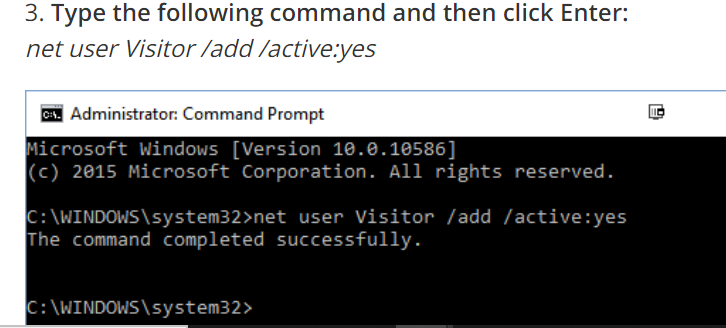 3. Type the following command and then click Enter:
net user Visitor /add /active:yes
C:\. Administrator: Command Prompt
Microsoft Windows [Version 10.0.10586]
(c) 2015 Microsoft Corporation. All rights reserved.
C:\WINDOWS\system32>net user Visitor /add /active:yes
The command completed successfully.
C:\WINDOWS\system32>